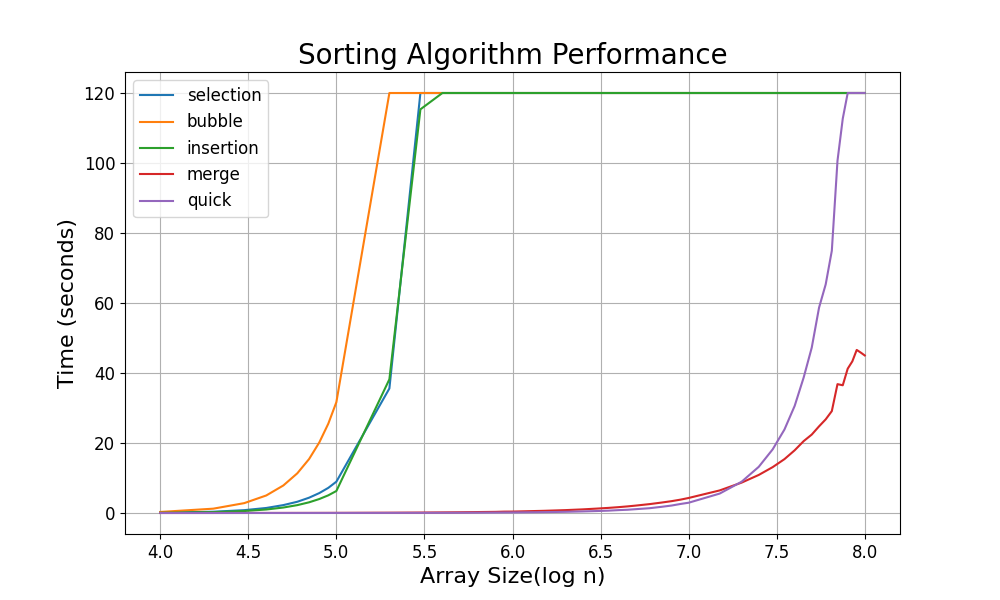 Sorting Algorithm Performance
120
100
80
60
40
20
0
Time (seconds)
selection
bubble
insertion
merge
quick
4.0 4.5 5.0 5.5 6.0 6.5 7.0 7.5 8.0
Array Size(log n)